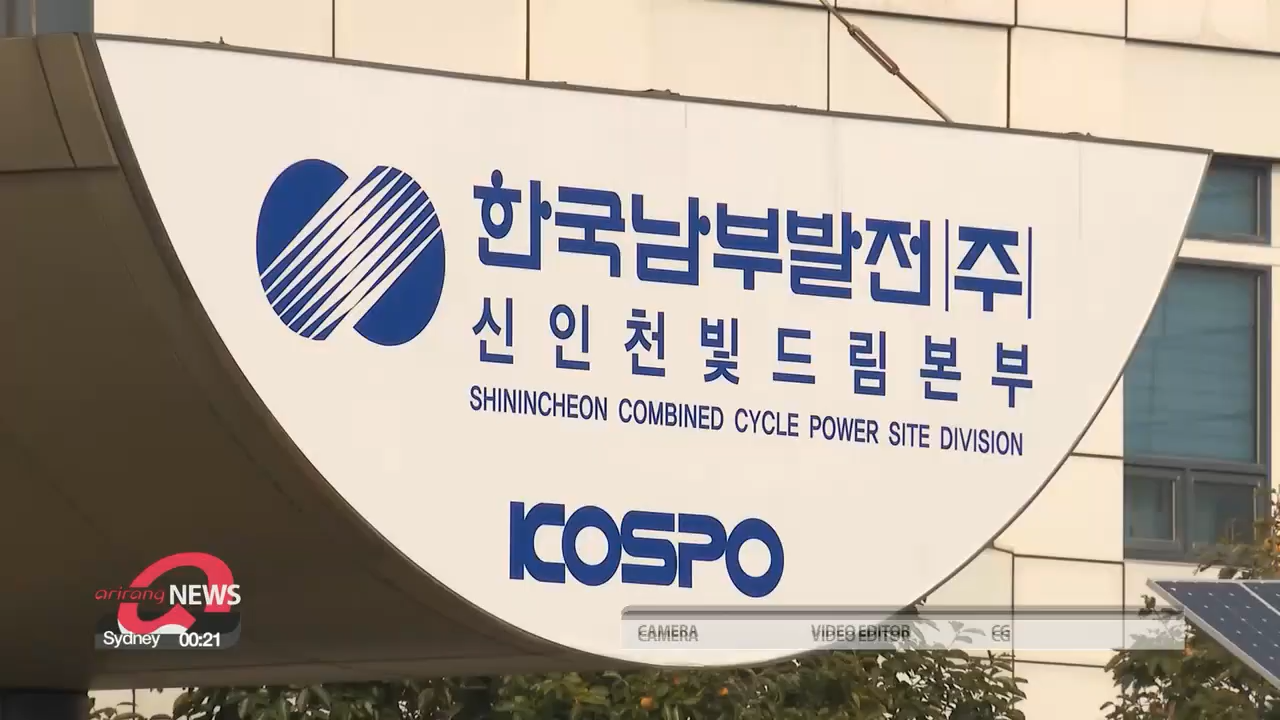 한국남부발전(주)
신인천빛드림본부
SHININCHEON COMBINED CYCLE POWER SITE DIVISION
KOSPO
arirang NEWS
Sydney 00:21
CAMERA VIDEO EDITOR CG